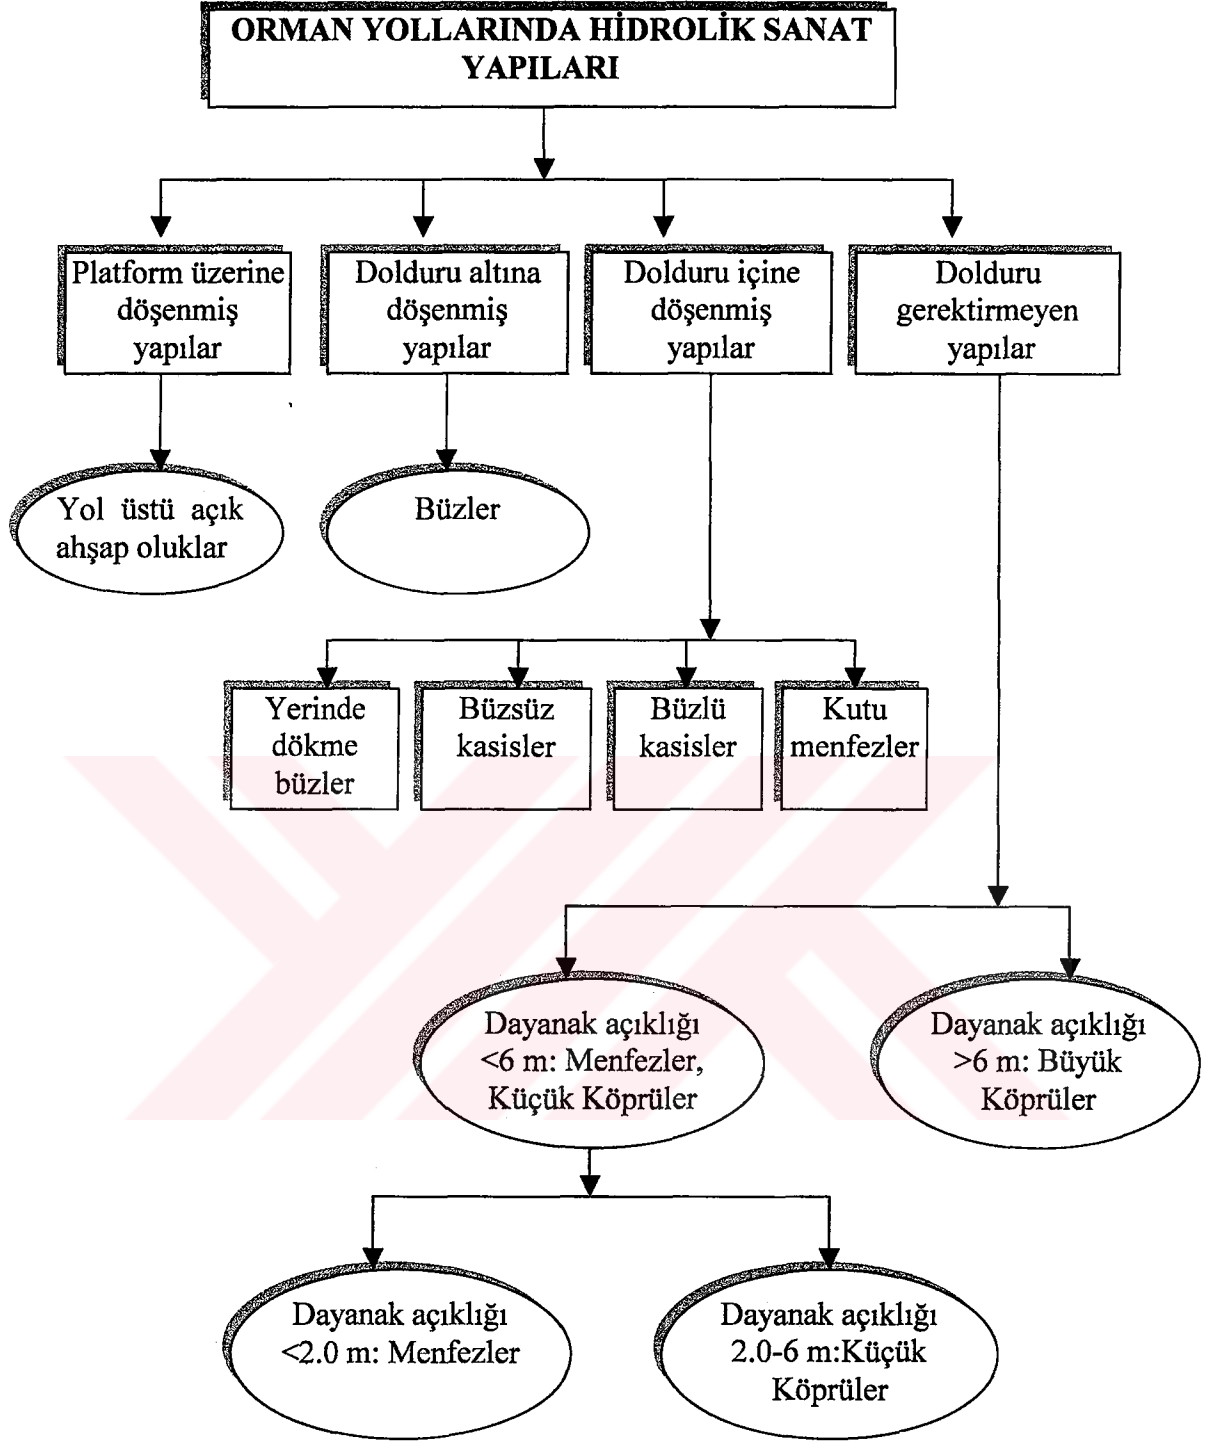 ORMAN YOLLARINDA HİDROLİK SANAT
YAPILARI
Platform üzerine
döşenmiş
yapılar
Dolduru altına
döşenmiş
yapılar
Dolduru içine
döşenmiş
yapılar
Dolduru
gerektirmeyen
yapılar
Yol üstü açık
ahşap oluklar
Büzler
Yerinde
dökme
büzler
Büzsüz
kasisler
Büzlü
kasisler
Kutu
menfezler
Dayanak açıklığı
<6 m: Menfezler,
Küçük Köprüler
Dayanak açıklığı
>6 m: Büyük
Köprüler
Dayanak açıklığı
<2.0 m: Menfezler
Dayanak açıklığı
2.0-6 m:Küçük
Köprüler